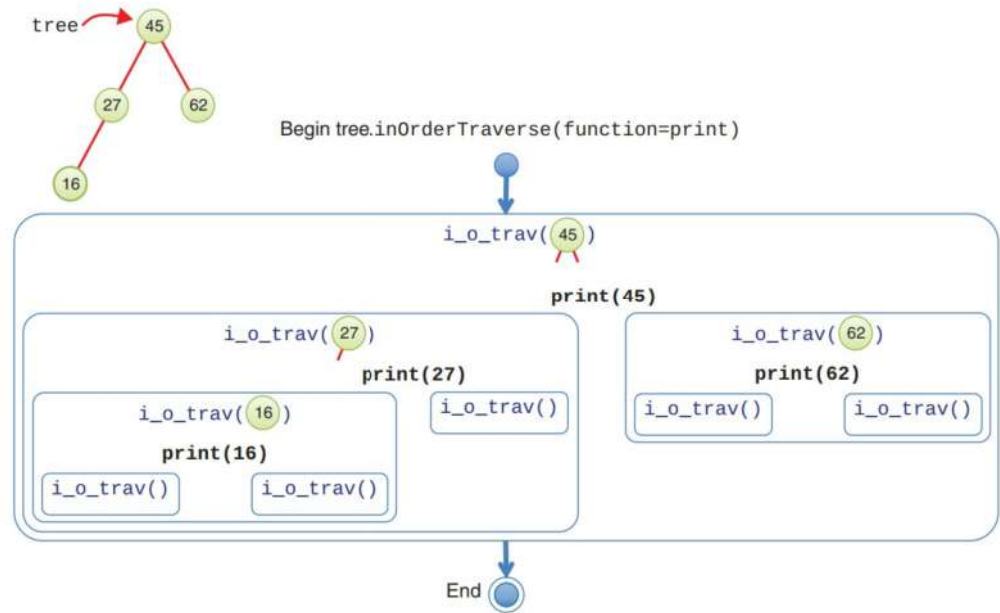 tree
45
27
62
16
Begin tree.inOrderTraverse(function=print)
i_o_trav(45)
print(45)
i_o_trav(27)
print(27)
i_o_trav(16)
print(16)
i_o_trav()
i_o_trav()
i_o_trav()
i_o_trav(62)
print(62)
i_o_trav()
i_o_trav()
End